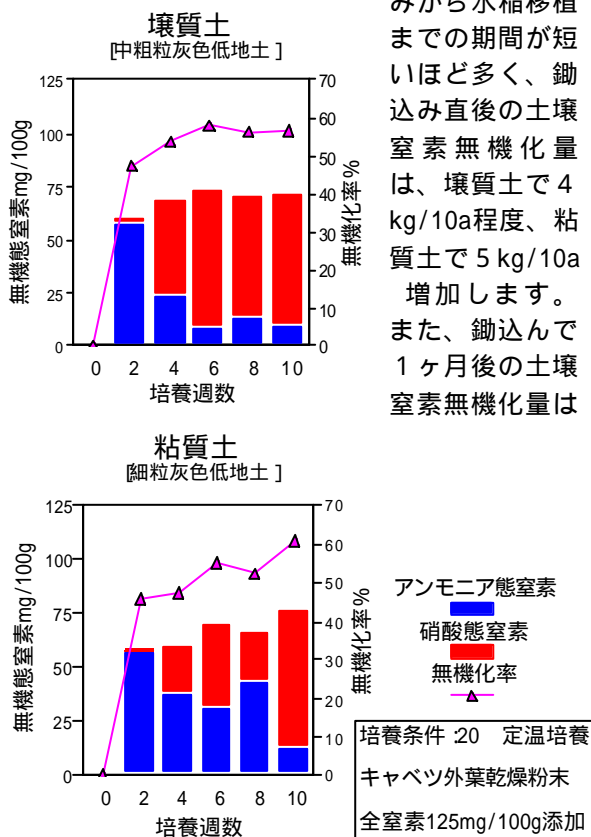 壌質土
[中粗粒灰色低地土]
125
100
75
50
25
0
無機態窒素mg/100g
70
60
50
40
30
20
10
0
無機化率%
0 2 4 6 8 10
培養週数
みから水稲移植
までの期間が短
いほど多く、鋤
込み直後の土壌
窒素無機化量
は、壌質土で4
kg/10a程度、粘
質土で5kg/10a
増加します。
また、鋤込んで
1ヶ月後の土壌
窒素無機化量は
粘質土
[細粒灰色低地土]
125
100
75
50
25
0
無機態窒素mg/100g
70
60
50
40
30
20
10
0
無機化率%
0 2 4 6 8 10
培養週数
アンモニア態窒素
硝酸態窒素
無機化率
培養条件:20 定温培養
キャベツ外葉乾燥粉末
全窒素125mg/100g添加